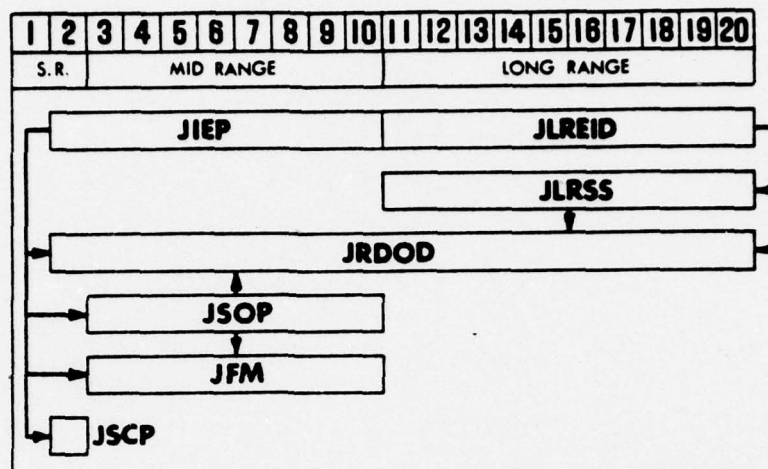 1 2 3 4 5 6 7 8 9 10 11 12 13 14 15 16 17 18 19 20
S.R. MID RANGE LONG RANGE
JIEP JLREID
JLRSS
JRDOD
JSOP
JFM
JSCP